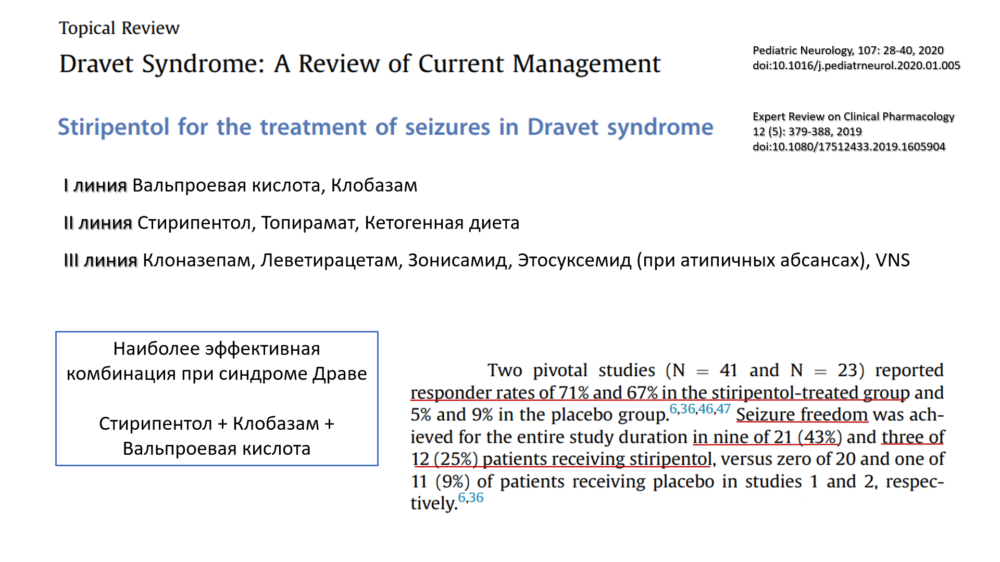 Topical Review
Dravet Syndrome: A Review of Current Management
Pediatric Neurology, 107: 28-40, 2020
doi:10.1016/j.pediatrneurol.2020.01.005
Stiripentol for the treatment of seizures in Dravet syndrome
Expert Review on Clinical Pharmacology
12 (5): 379-388, 2019
doi:10.1080/17512433.2019.1605904
I линия Вальпроевая кислота, Клобазам
II линия Стирипентол, Топирамат, Кетогенная диета
III линия Клоназепам, Леветирацетам, Зонисамид, Этосуксемид (при атипичных абсансах), VNS
Наиболее эффективная
комбинация при синдроме Драве
Стирипентол + Клобазам +
Вальпроевая кислота
Two pivotal studies (N = 41 and N = 23) reported
responder rates of 71% and 67% in the stiripentol-treated group and
5% and 9% in the placebo group.6,36,46,47 Seizure freedom was ach-
ieved for the entire study duration in nine of 21 (43%) and three of
12 (25%) patients receiving stiripentol, versus zero of 20 and one of
11 (9%) of patients receiving placebo in studies 1 and 2, respec-
tively.6,36